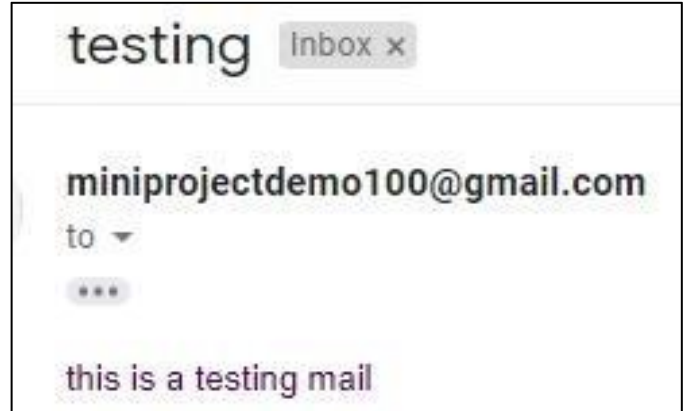 testing Inbox x
miniprojectdemo100@gmail.com
to
•••
this is a testing mail